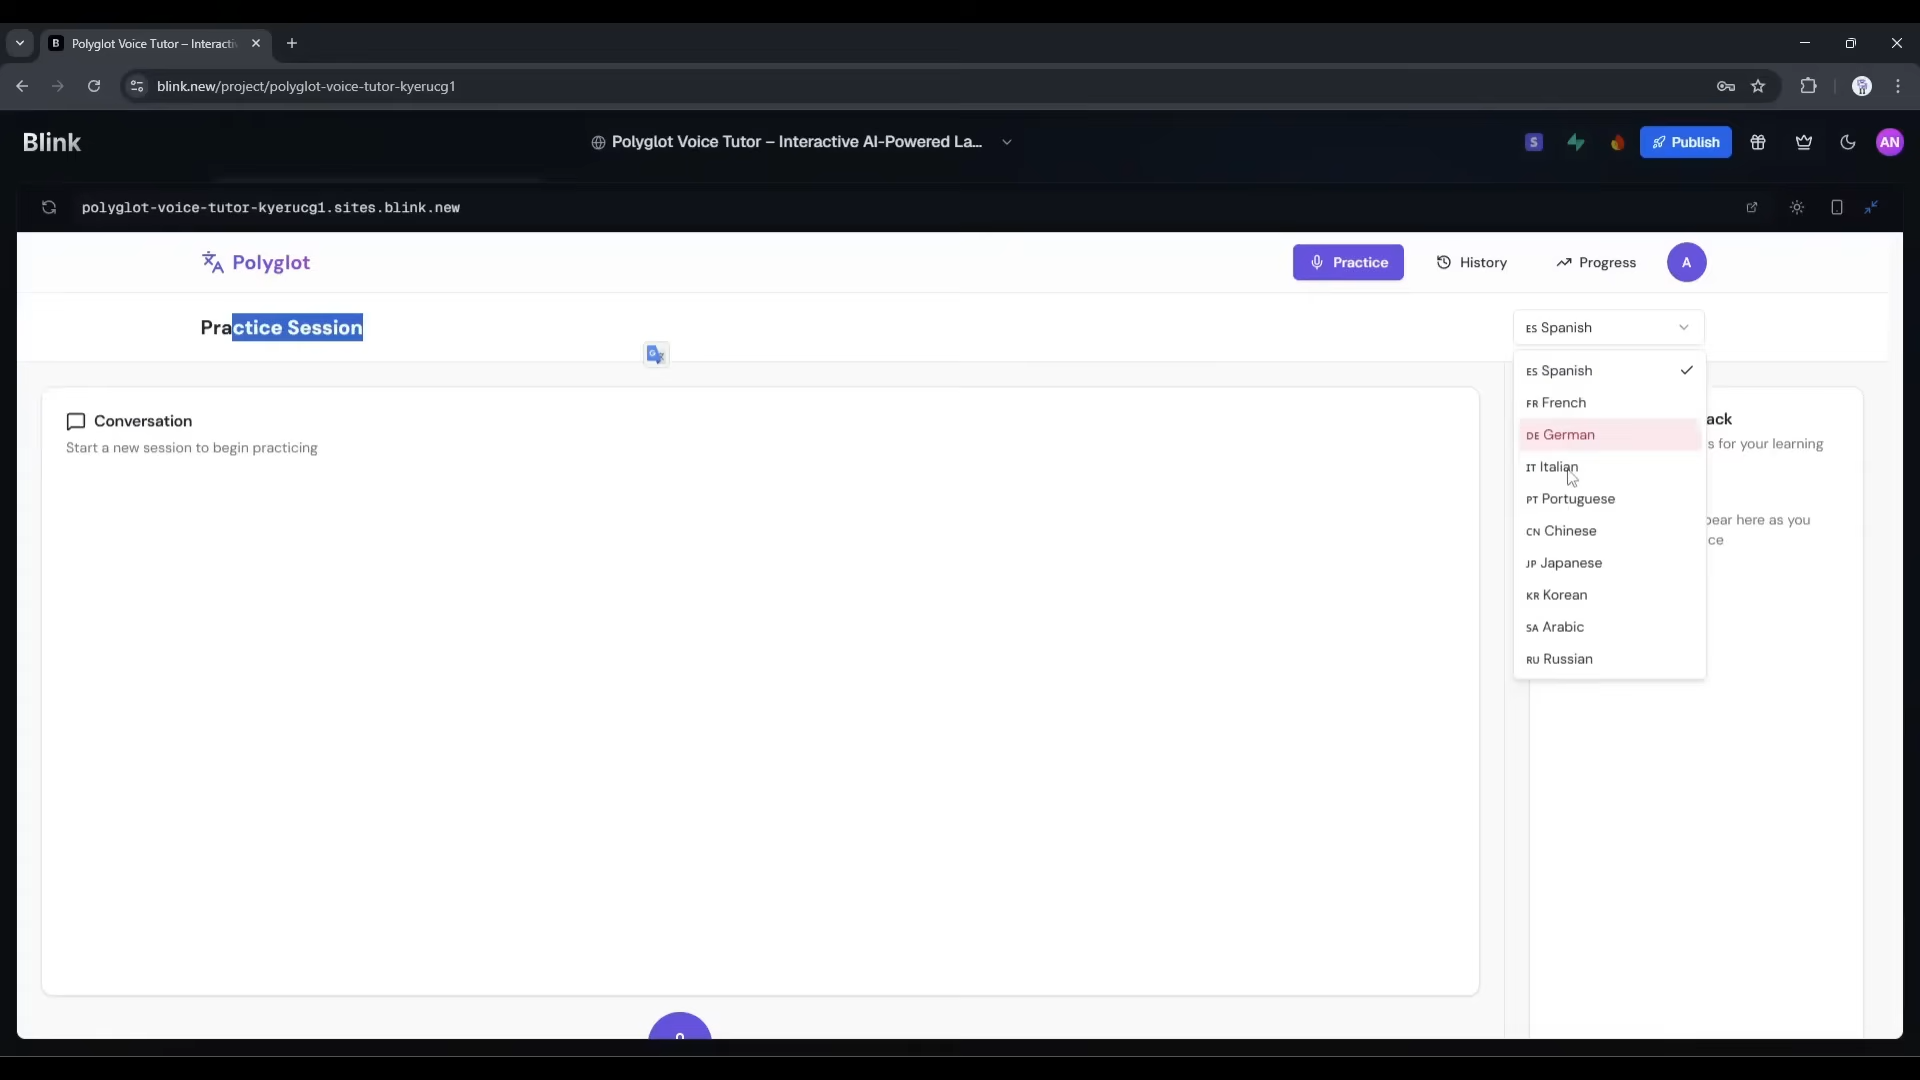 Polyglot Voice Tutor – Interacti
blink.new/project/polyglot-voice-tutor-kyerucg1
Blink
Polyglot Voice Tutor – Interactive AI-Powered La...
S
Publish
AN
polyglot-voice-tutor-kyerucg1.sites.blink.new
Polyglot
Practice
History
Progress
A
Practice Session
ES Spanish
Conversation
Start a new session to begin practicing
ES Spanish
FR French
DE German
IT Italian
PT Portuguese
CN Chinese
JP Japanese
KR Korean
SA Arabic
RU Russian
ack
s for your learning
pear here as you
ce